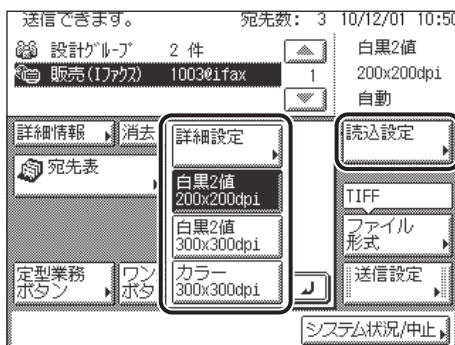 送信できます。 宛先数: 3 10/12/01 10:50
設計グループ 2 件 白黒2値
販売(Iファクス) 1003@ifax 1 200x200dpi
自動
詳細情報 消去 詳細設定 読込設定
宛先表
白黒2値
200x200dpi
TIFF
白黒2値
300x300dpi
ファイル
形式
定型業務
ボタン
ワン
ボタ
カラー
300x300dpi
送信設定
システム状況/中止